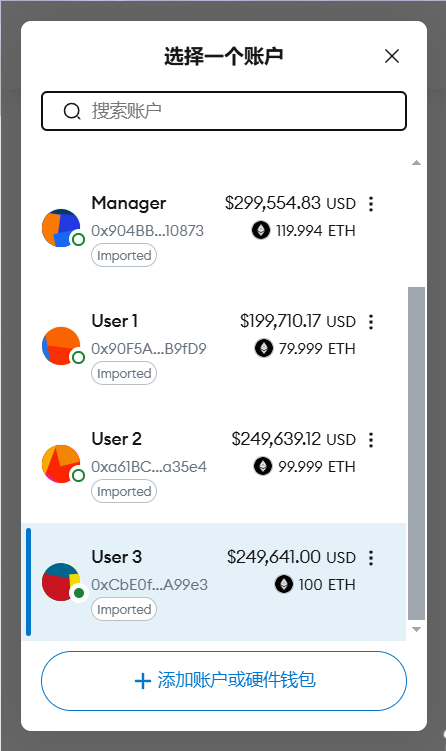 选择一个账户
搜索账户
Manager $299,554.83 USD
0x904BB...10873 119.994 ETH
Imported
User 1 $199,710.17 USD
0x90F5A...B9fD9 79.999 ETH
Imported
User 2 $249,639.12 USD
0xa61BC...a35e4 99.999 ETH
Imported
User 3 $249,641.00 USD
0xCbE0f...A99e3 100 ETH
Imported
添加账户或硬件钱包